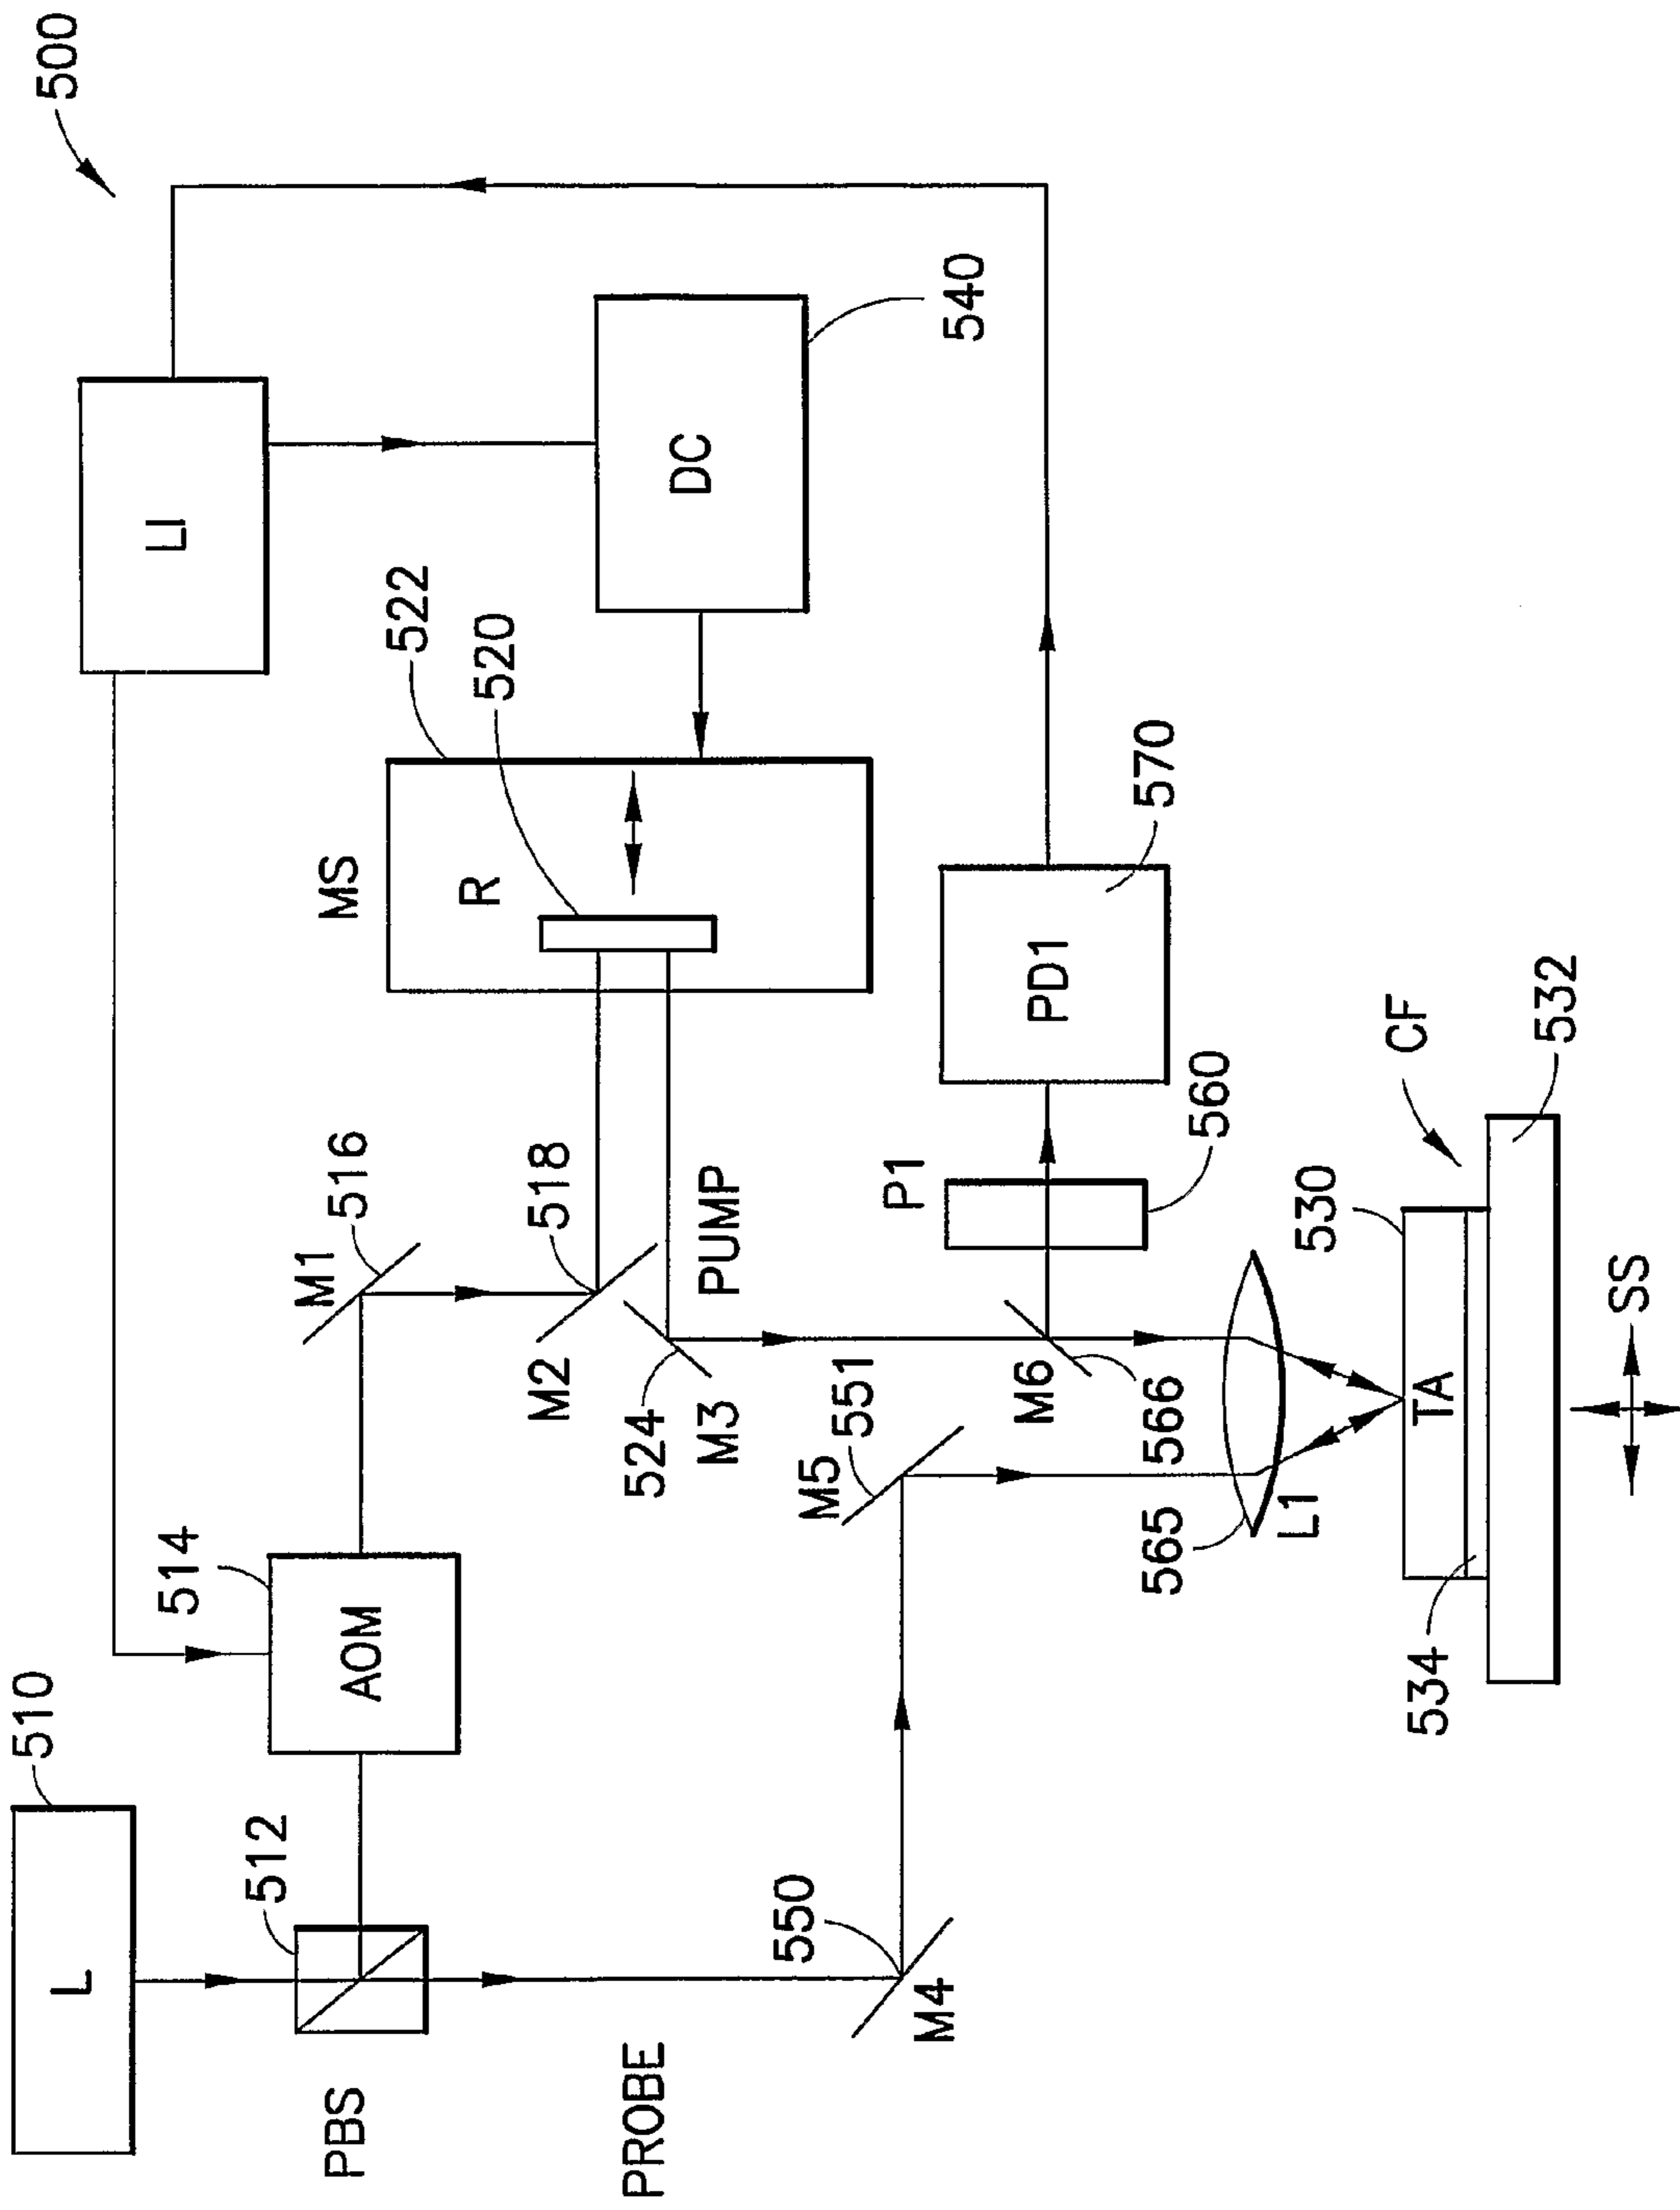 500
510
L
PBS
512
PROBE
514
AOM
LI
M1
516
MS
522
R
520
DC
540
M2
518
524
M3
PUMP
550
M4
M5
551
M6
566
P1
560
PD1
570
565
L1
TA
530
534
CF
532
SS